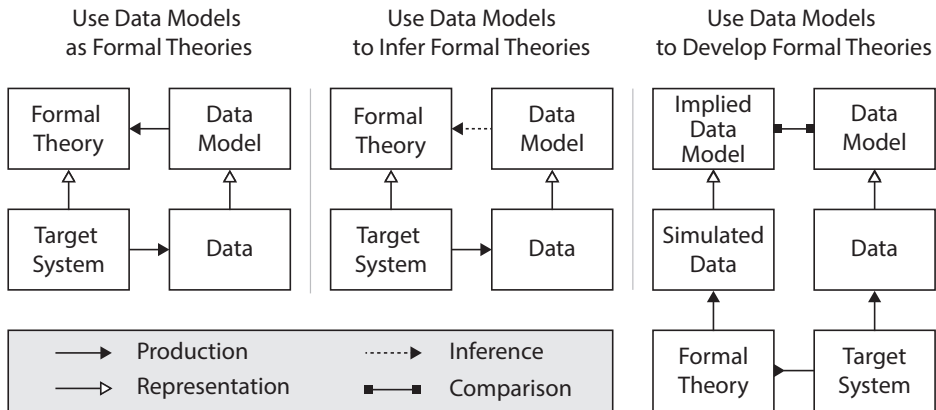 Use Data Models
as Formal Theories
Use Data Models
to Infer Formal Theories
Use Data Models
to Develop Formal Theories
Formal
Theory
Data
Model
Target
System
Data
Formal
Theory
Data
Model
Target
System
Data
Implied
Data
Model
Data
Model
Simulated
Data
Data
Formal
Theory
Target
System
Production
Inference
Representation
Comparison